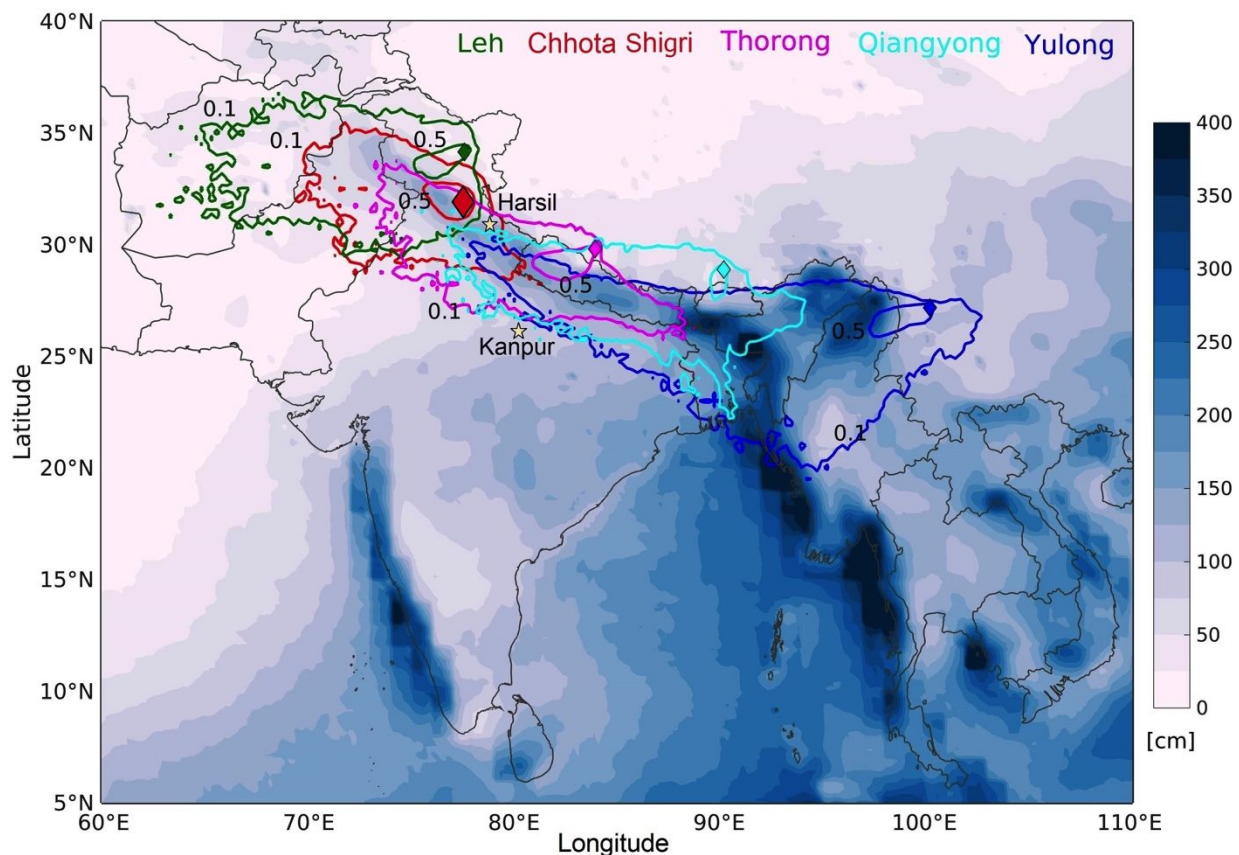 40°N
Leh Chhota Shigri Thorong Qiangyong Yulong
0.1
35°N
0.1
0.5
400
350
0.5
Harsil
300
30°N
0.5
0.1
250
0.5
Kanpur
25°N
Latitude
200
0.1
20°N
150
15°N
100
50
10°N
0
[cm]
5°N
60°E
70°E
80°E
90°E
100°E
110°E
Longitude